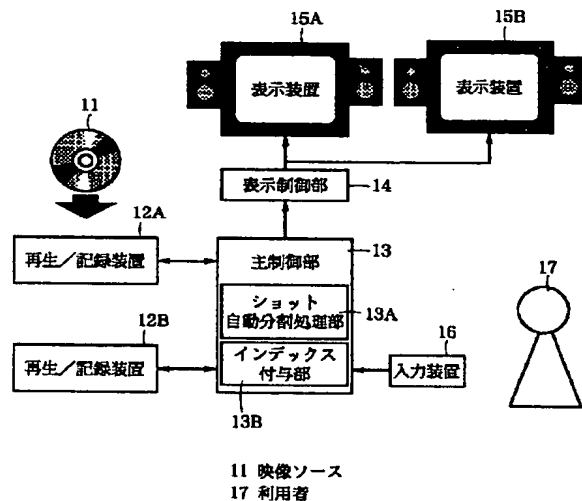 15A
15B
表示装置
表示装置
11
表示制御部
14
12A
再生/記録装置
主制御部
13
17
ショット
自動分割処理部
13A
12B
再生/記録装置
インデックス
付与部
16
入力装置
13B
11 映像ソース
17 利用者